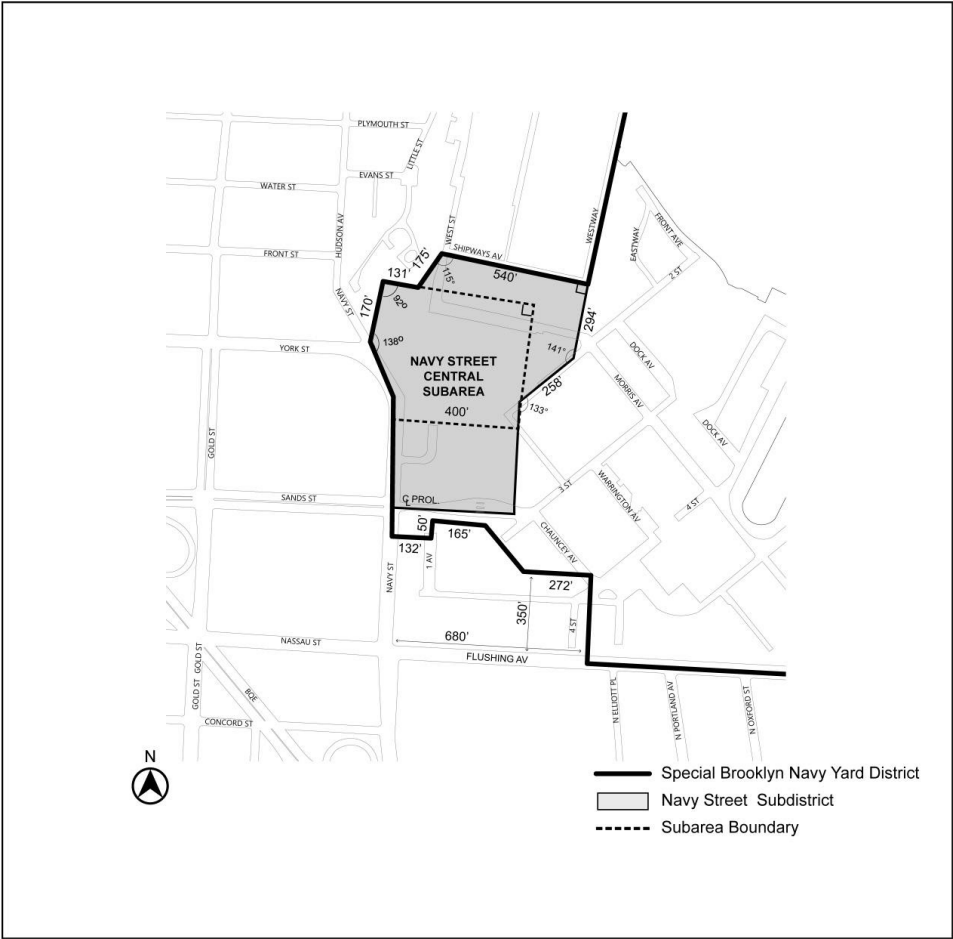 PLYMOUTH ST
LITTLE ST
EVANS ST
WATER ST
HUDSON AV
WEST ST
WESTWAY
FRONT AVE
EASTWAY
2 ST
FRONT ST
SHIPWAYS AV
175'
131'
115°
540'
NAVY ST
170'
92º
294'
YORK ST
138º
141°
DOCK AV
NAVY STREET
CENTRAL
SUBAREA
258'
MORRIS AV
400'
133°
DOCK AV
GOLD ST
WARRINGTON AV
3 ST
4 ST
SANDS ST
C L PROL.
50'
165'
132'
CHAUNCEY AV
1 AV
NAVY ST
272'
350'
4 ST
680'
NASSAU ST
FLUSHING AV
GOLD ST
GOLD ST
BQE
CONCORD ST
N ELLIOTT PL
N PORTLAND AV
N OXFORD ST
N
Special Brooklyn Navy Yard District
Navy Street Subdistrict
Subarea Boundary